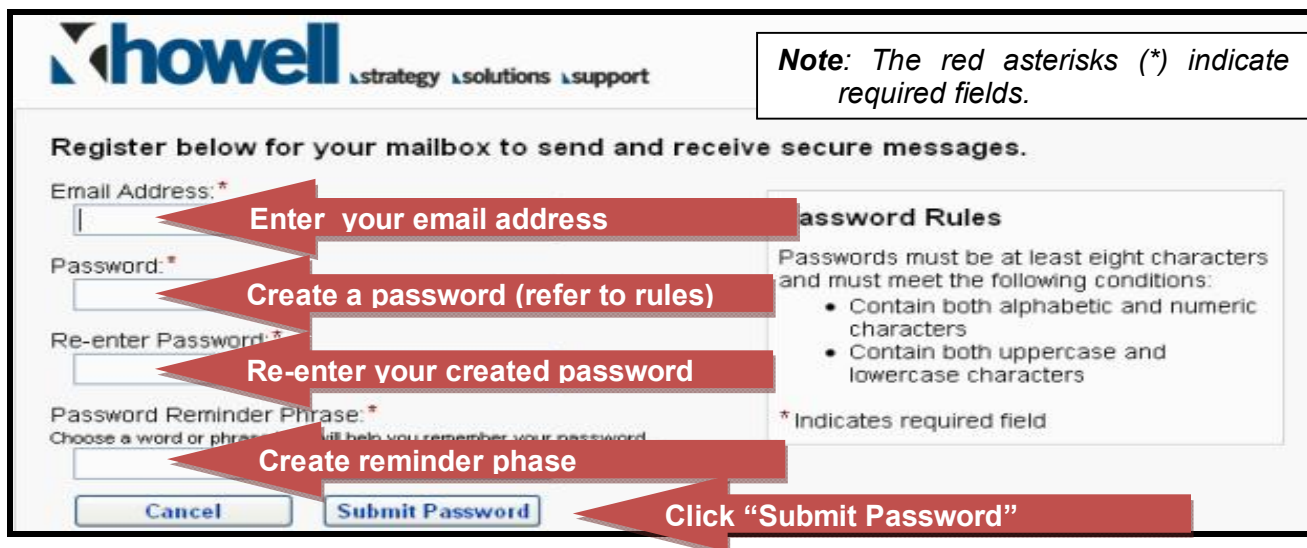 howell strategy solutions support
Note: The red asterisks (*) indicate
required fields.
Register below for your mailbox to send and receive secure messages.
Email Address:*
Enter your email address
Password:*
Create a password (refer to rules)
Re-enter Password:*
Re-enter your created password
Password Reminder Phrase:*
Choose a word or phrase will help you remember your password
Create reminder phase
Cancel
Submit Password
Click “Submit Password”
assword Rules
Passwords must be at least eight characters
and must meet the following conditions:
• Contain both alphabetic and numeric
characters
• Contain both uppercase and
lowercase characters
* Indicates required field